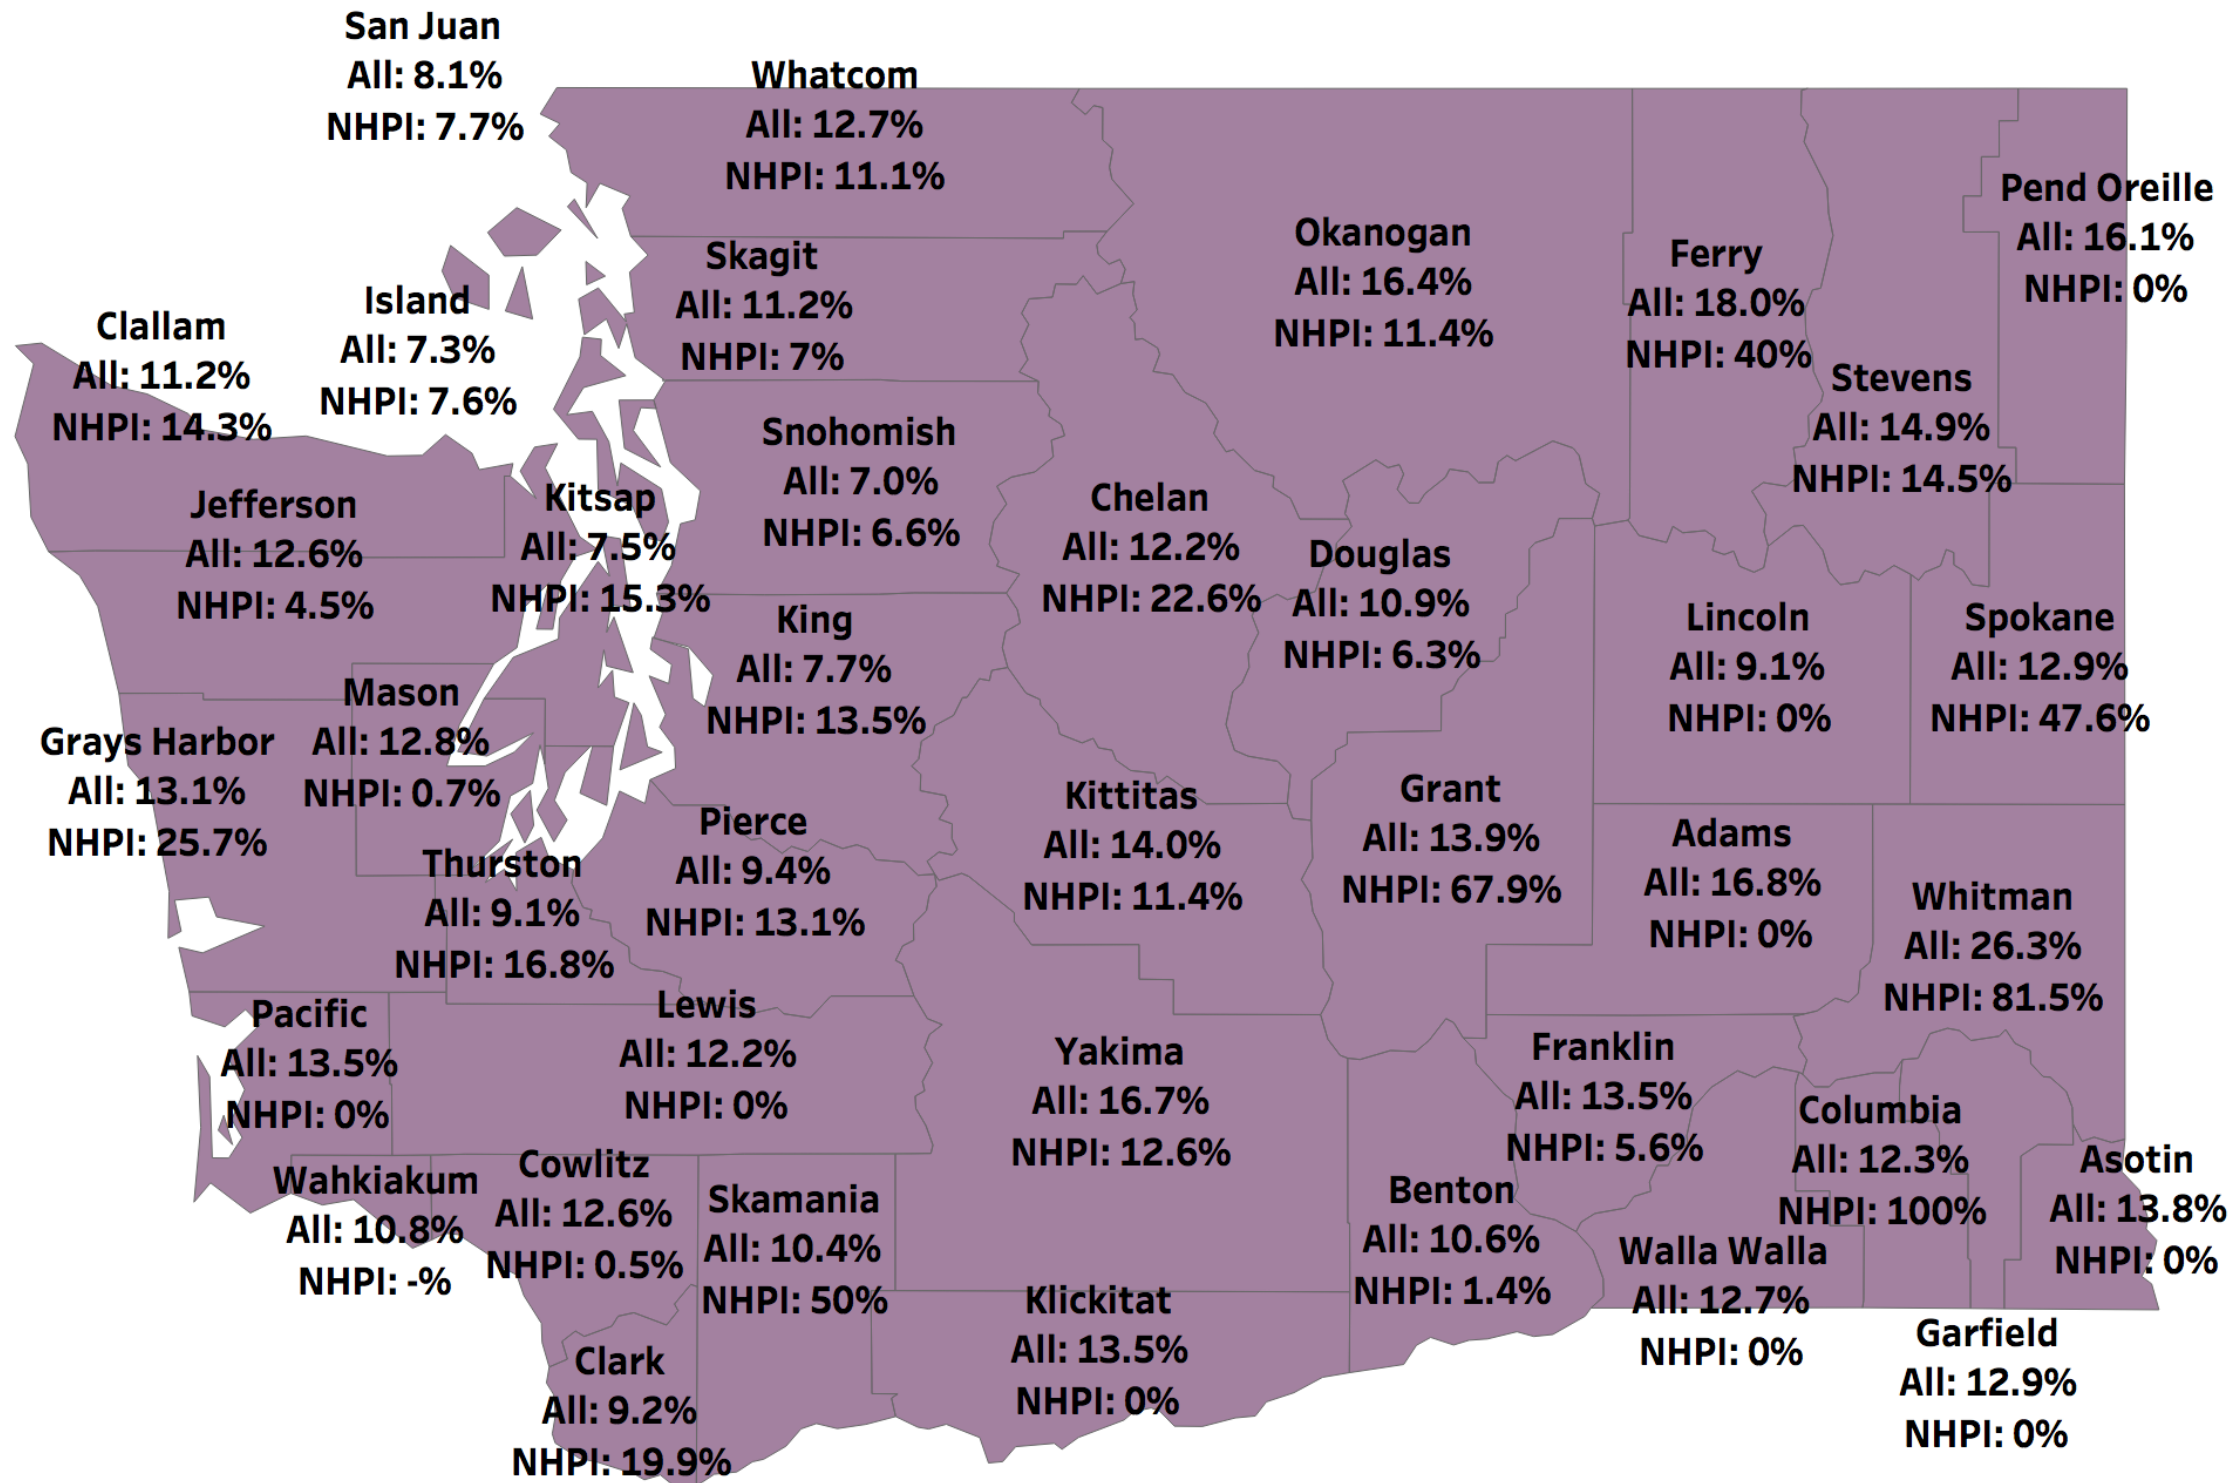 San Juan
All: 8.1%
NHPI: 7.7%
Whatcom
All: 12.7%
NHPI: 11.1%
Pend Oreille
All: 16.1%
NHPI: 0%
Okanogan
All: 16.4%
NHPI: 11.4%
Ferry
All: 18.0%
NHPI: 40%
Skagit
All: 11.2%
NHPI: 7%
Island
All: 7.3%
NHPI: 7.6%
Clallam
All: 11.2%
NHPI: 14.3%
Stevens
All: 14.9%
NHPI: 14.5%
Snohomish
All: 7.0%
NHPI: 6.6%
Jefferson
All: 12.6%
NHPI: 4.5%
Kitsap
All: 7.5%
NHPI: 15.3%
Chelan
All: 12.2%
NHPI: 22.6%
Douglas
All: 10.9%
NHPI: 6.3%
Lincoln
All: 9.1%
NHPI: 0%
Spokane
All: 12.9%
NHPI: 47.6%
King
All: 7.7%
NHPI: 13.5%
Mason
All: 12.8%
NHPI: 0.7%
Grays Harbor
All: 13.1%
NHPI: 25.7%
Kittitas
All: 14.0%
NHPI: 11.4%
Grant
All: 13.9%
NHPI: 67.9%
Pierce
All: 9.4%
NHPI: 13.1%
Adams
All: 16.8%
NHPI: 0%
Thurston
All: 9.1%
NHPI: 16.8%
Whitman
All: 26.3%
NHPI: 81.5%
Lewis
All: 12.2%
NHPI: 0%
Pacific
All: 13.5%
NHPI: 0%
Yakima
All: 16.7%
NHPI: 12.6%
Franklin
All: 13.5%
NHPI: 5.6%
Columbia
All: 12.3%
NHPI: 100%
Asotin
All: 13.8%
NHPI: 0%
Wahkiakum
All: 10.8%
NHPI: -%
Cowlitz
All: 12.6%
NHPI: 0.5%
Skamania
All: 10.4%
NHPI: 50%
Benton
All: 10.6%
NHPI: 1.4%
Walla Walla
All: 12.7%
NHPI: 0%
Klickitat
All: 13.5%
NHPI: 0%
Garfield
All: 12.9%
NHPI: 0%
Clark
All: 9.2%
NHPI: 19.9%